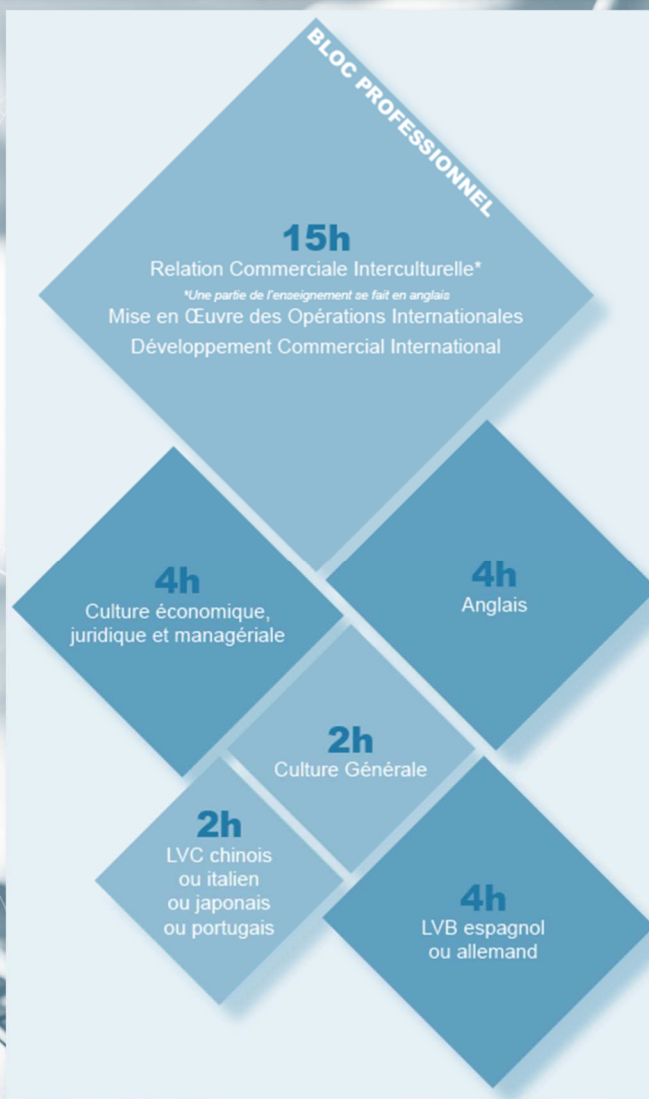 BLOC PROFESSIONNEL
15h
Relation Commerciale Interculturelle*
*Une partie de l'enseignement se fait en anglais
Mise en Œuvre des Opérations Internationales
Développement Commercial International
4h
Culture économique,
juridique et managériale
4h
Anglais
2h
Culture Générale
2h
LVC chinois
ou italien
ou japonais
ou portugais
4h
LVB espagnol
ou allemand